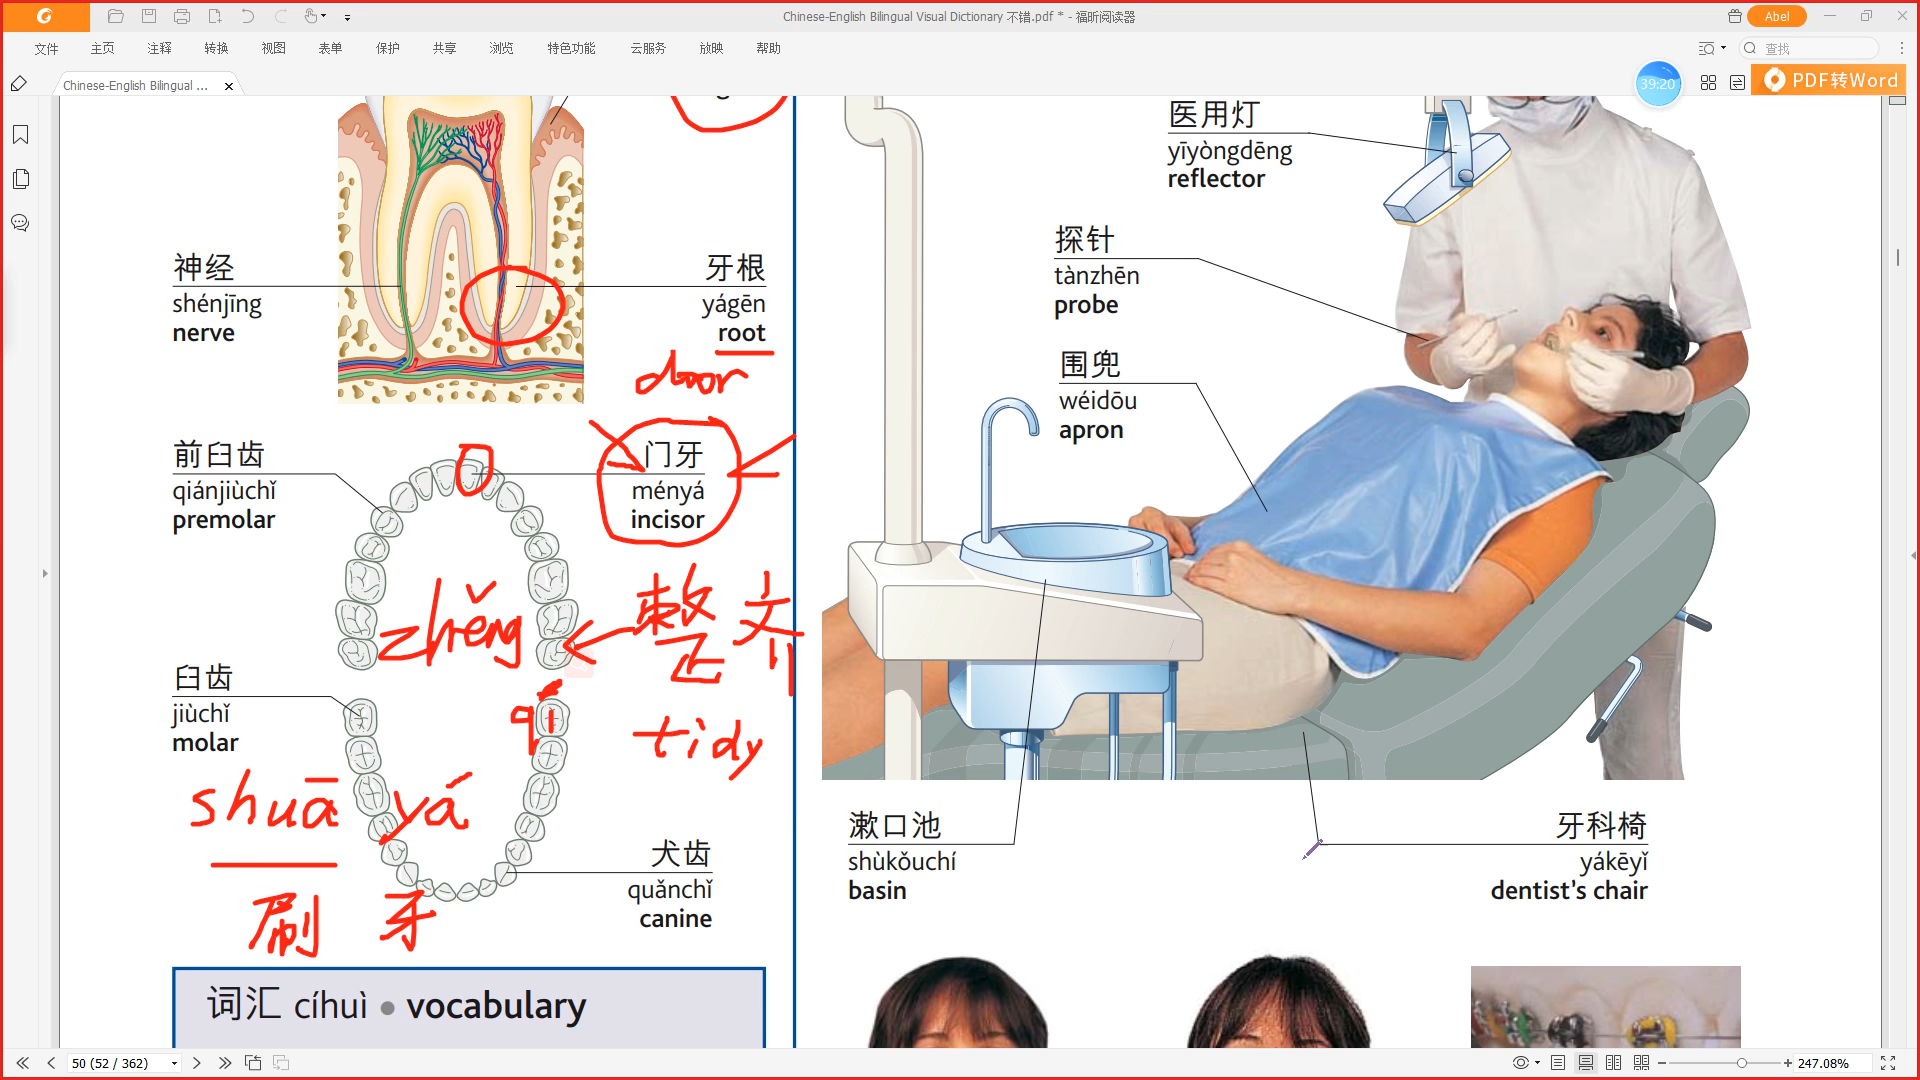 Chinese-English Bilingual Visual Dictionary 不错.pdf * - 福昕阅读器
Abel
文件 主页 注释 转换 视图 表单 保护 共享 浏览 特色功能 云服务 放映 帮助
查找
Chinese-English Bilingual ...
39:20
PDF转Word
神经
shénjīng
nerve
牙根
yágēn
root
door
前臼齿
qiánjiùchǐ
premolar
门牙
ményá
incisor
zhěng
整齐
qí
tidy
臼齿
jiùchǐ
molar
shuā yá
刷 牙
犬齿
quǎnchǐ
canine
词汇 cíhuì ● vocabulary
医用灯
yīyòngdēng
reflector
探针
tànzhēn
probe
围兜
wéidōu
apron
漱口池
shùkǒuchí
basin
牙科椅
yákēyǐ
dentist's chair
50 (52 / 362)
247.08%